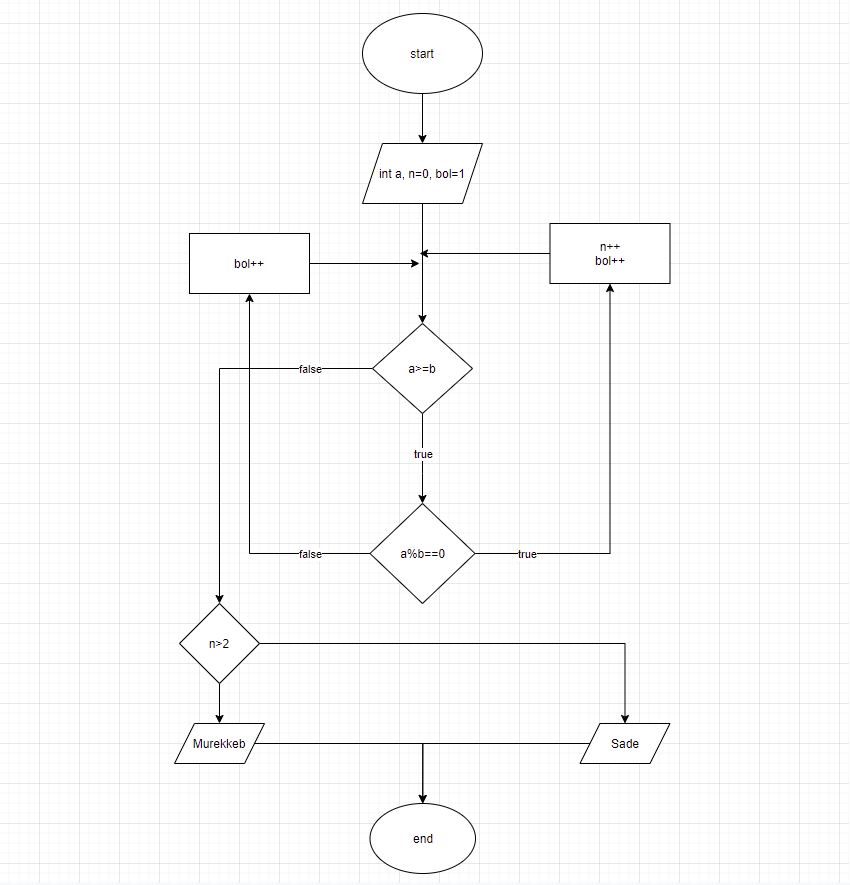 start
int a, n=0, bol=1
bol++
n++
bol++
a>=b
false
true
a%b==0
false
true
n>2
Murekkeb
Sade
end